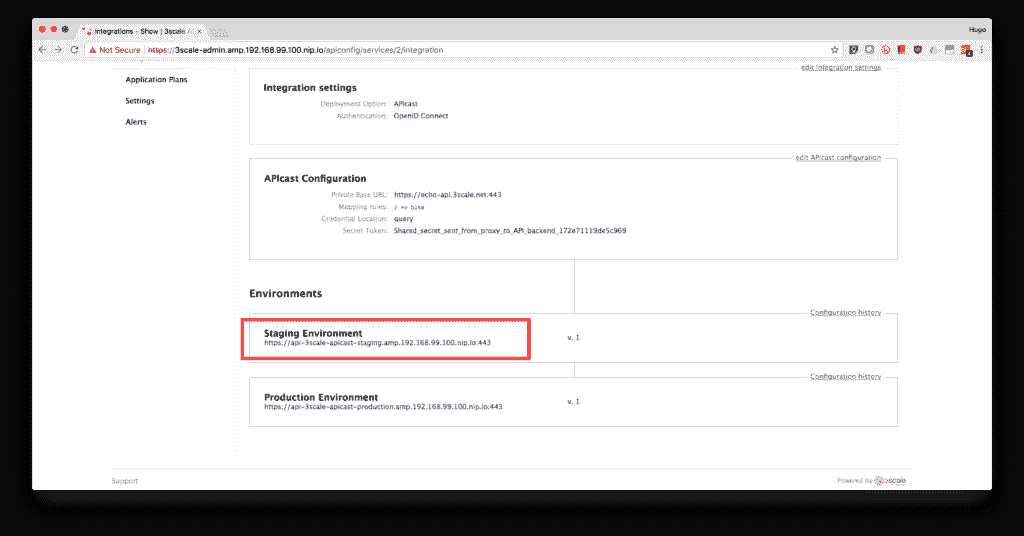 Integrations - Show | 3scale A
Hugo
Not Secure | https://3scale-admin.amp.192.168.99.100.nip.io/apiconfig/services/2/integration
Application Plans
Settings
Alerts
edit integration settings
Integration settings
Deployment Option: APIcast
Authentication: OpenID Connect
edit APIcast configuration
APIcast Configuration
Private Base URL: https://echo-api.3scale.net:443
Mapping rules: / =>
Credential Location: query
Secret Token: Shared_secret_sent_from_proxy_to_API_backend_172e71119de5c969
Environments
Configuration history
Staging Environment
https://api-3scale-apicast-staging.amp.192.168.99.100.nip.io:443
v. 1
Configuration history
Production Environment
https://api-3scale-apicast-production.amp.192.168.99.100.nip.io:443
v. 1
Support
Powered by 3scale